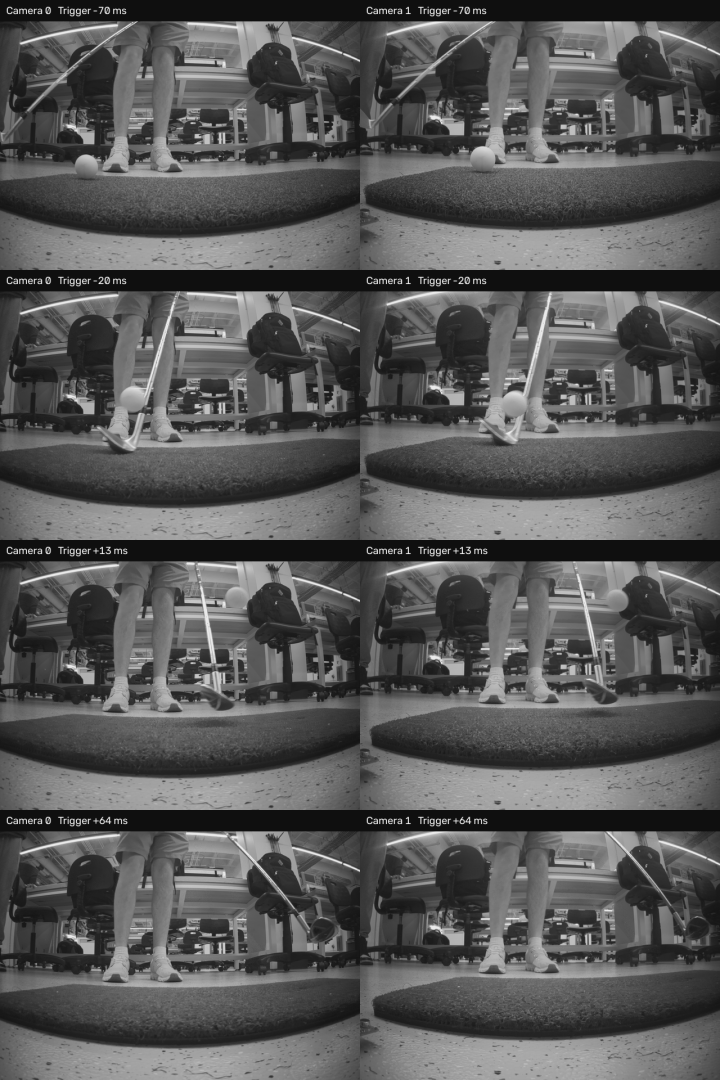 Camera 0 Trigger -70 ms
Camera 1 Trigger -70 ms
Camera 0 Trigger -20 ms
Camera 1 Trigger -20 ms
Camera 0 Trigger +13 ms
Camera 1 Trigger +13 ms
Camera 0 Trigger +64 ms
Camera 1 Trigger +64 ms